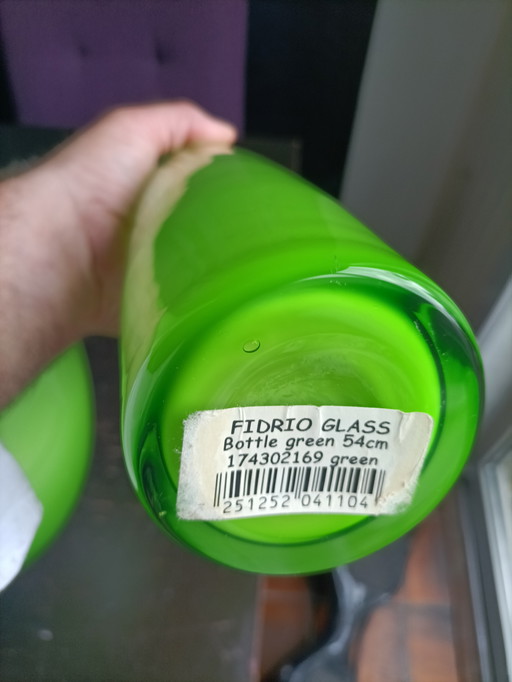 FIDRIO GLASS
Bottle green 54cm
174302169 green
251252 041104